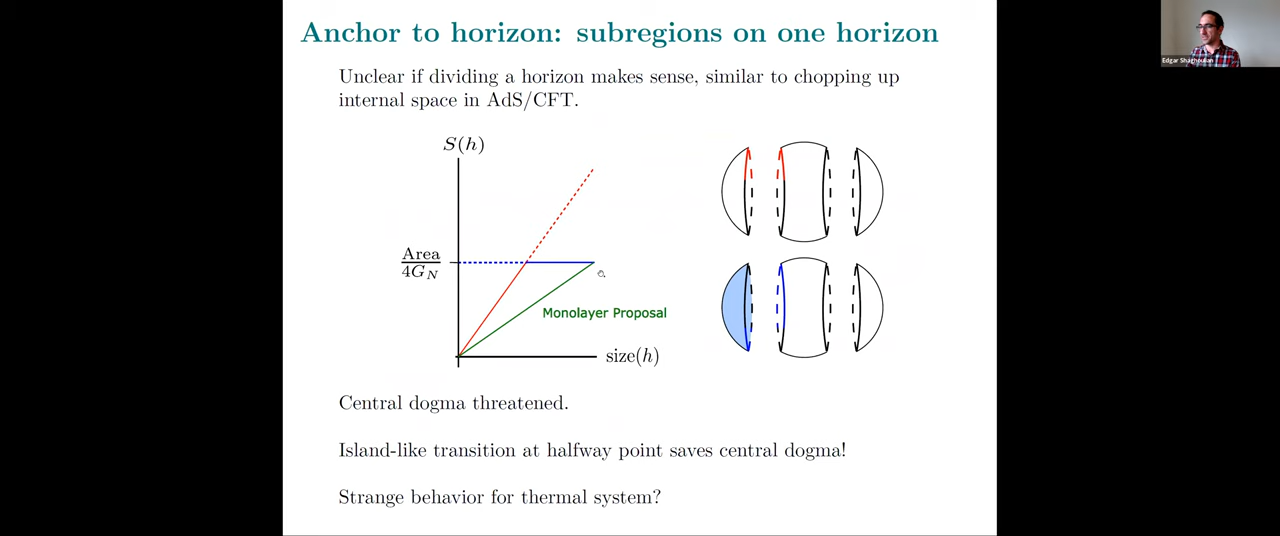 Anchor to horizon: subregions on one horizon
Edgar Shaghoulian
Unclear if dividing a horizon makes sense, similar to chopping up
internal space in AdS/CFT.
S(h)
Area
4G_N
Monolayer Proposal
size(h)
Central dogma threatened.
Island-like transition at halfway point saves central dogma!
Strange behavior for thermal system?